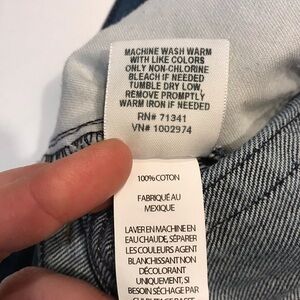 MACHINE WASH WARM
WITH LIKE COLORS
ONLY NON-CHLORINE
BLEACH IF NEEDED
TUMBLE DRY LOW,
REMOVE PROMPTLY
WARM IRON IF NEEDED
RN# 71341
VN# 1002974
100% COTON
FABRIQUÉ AU
MEXIQUE
LAVER EN MACHINE EN
EAU CHAUDE, SÉPARER
LES COULEURS AGENT
BLANCHISSANT NON
DÉCOLORANT
UNIQUEMENT, SI
BESOIN SÉCHAGE PAR